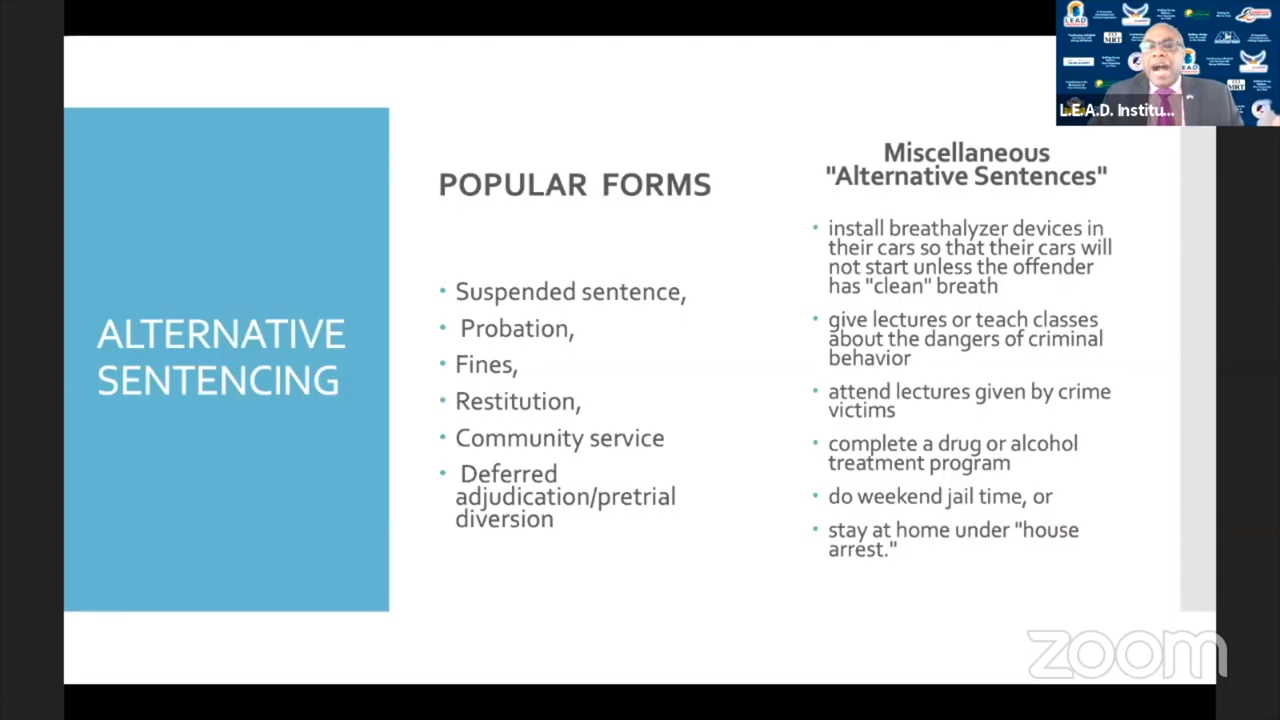 ALTERNATIVE
SENTENCING
POPULAR FORMS
• Suspended sentence,
• Probation,
• Fines,
• Restitution,
• Community service
• Deferred
adjudication/pretrial
diversion
Miscellaneous
"Alternative Sentences"
• install breathalyzer devices in
their cars so that their cars will
not start unless the offender
has "clean" breath
• give lectures or teach classes
about the dangers of criminal
behavior
• attend lectures given by crime
victims
• complete a drug or alcohol
treatment program
• do weekend jail time, or
• stay at home under "house
arrest."
LEAD
L.E.A.D. Institu...
zoom